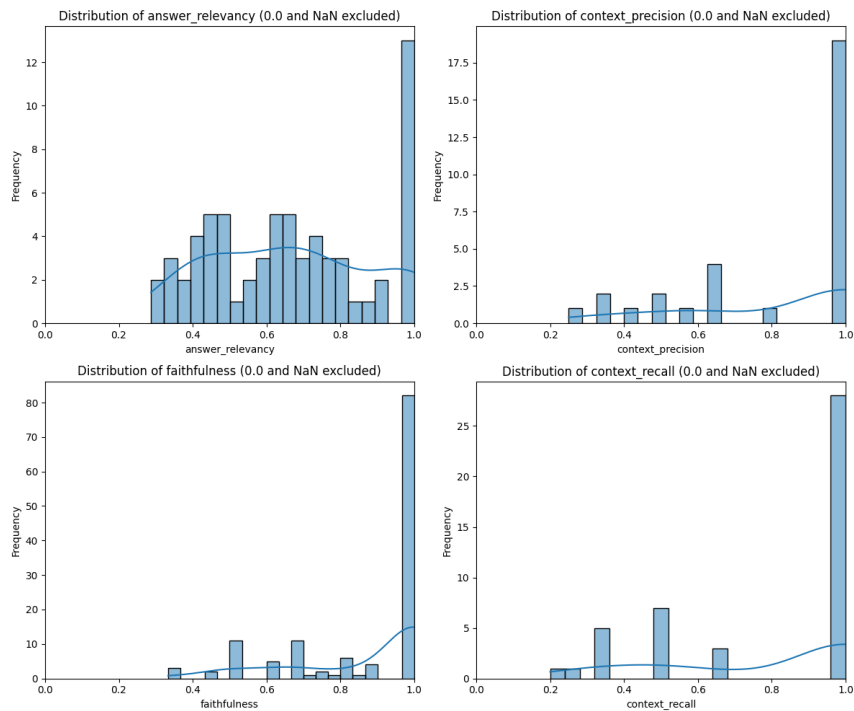 Distribution of answer_relevancy (0.0 and NaN excluded)
12
10
8
6
4
2
0
Frequency
0.0 0.2 0.4 0.6 0.8 1.0
answer_relevancy
Distribution of context_precision (0.0 and NaN excluded)
17.5
15.0
12.5
10.0
7.5
5.0
2.5
0.0
Frequency
0.0 0.2 0.4 0.6 0.8 1.0
context_precision
Distribution of faithfulness (0.0 and NaN excluded)
80
70
60
50
40
30
20
10
0
Frequency
0.0 0.2 0.4 0.6 0.8 1.0
faithfulness
Distribution of context_recall (0.0 and NaN excluded)
25
20
15
10
5
0
Frequency
0.0 0.2 0.4 0.6 0.8 1.0
context_recall